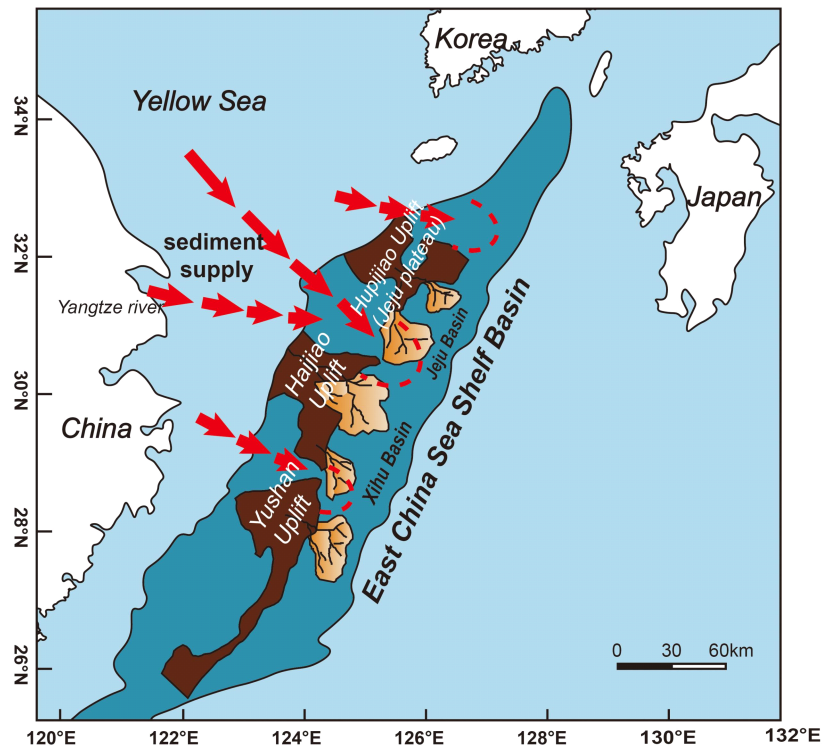 Korea
34°N
Yellow Sea
Japan
Hupijiao Uplift
(Jeju plateau)
sediment
supply
32°N
Yangtze river
Jeju Basin
Haijiao
Uplift
30°N
China
Xihu Basin
East China Sea Shelf Basin
Yushan
Uplift
28°N
26°N
0 30 60km
120°E 122°E 124°E 126°E 128°E 130°E 132°E